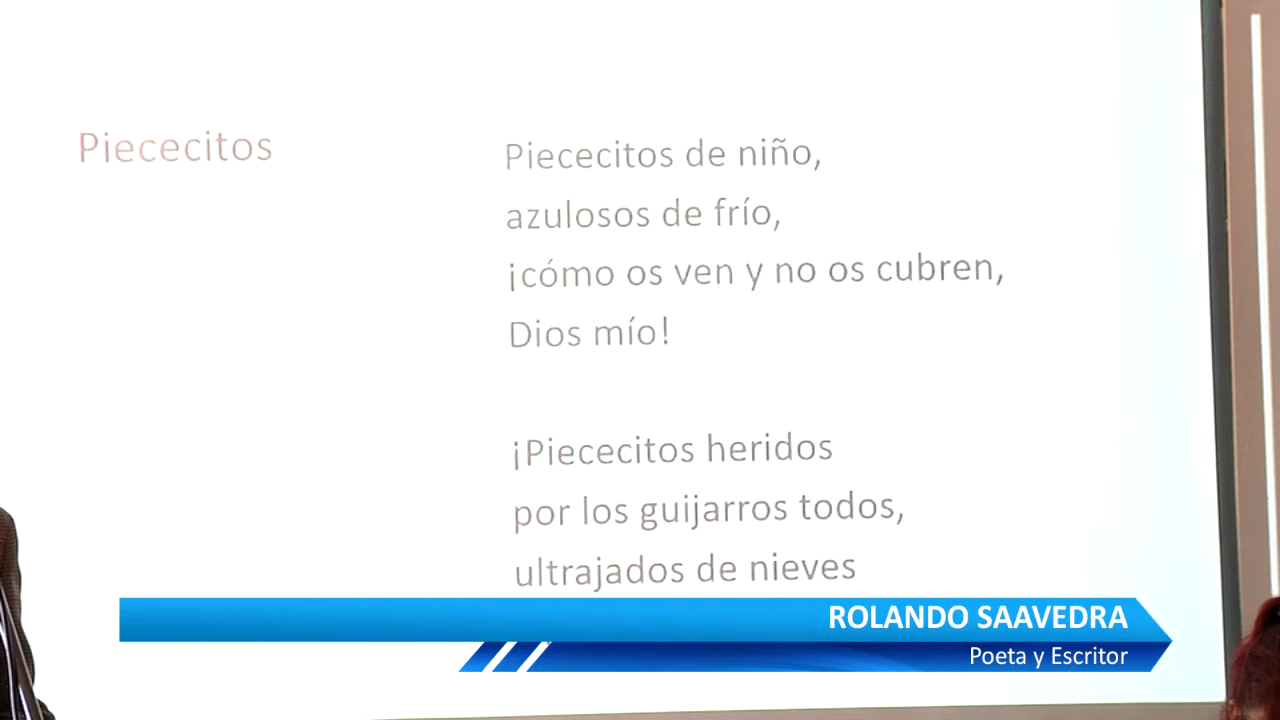 Piececitos
Piececitos de niño,
azulosos de frío,
¡cómo os ven y no os cubren,
Dios mío!
¡Piececitos heridos
por los guijarros todos,
ultrajados de nieves
ROLANDO SAAVEDRA
Poeta y Escritor